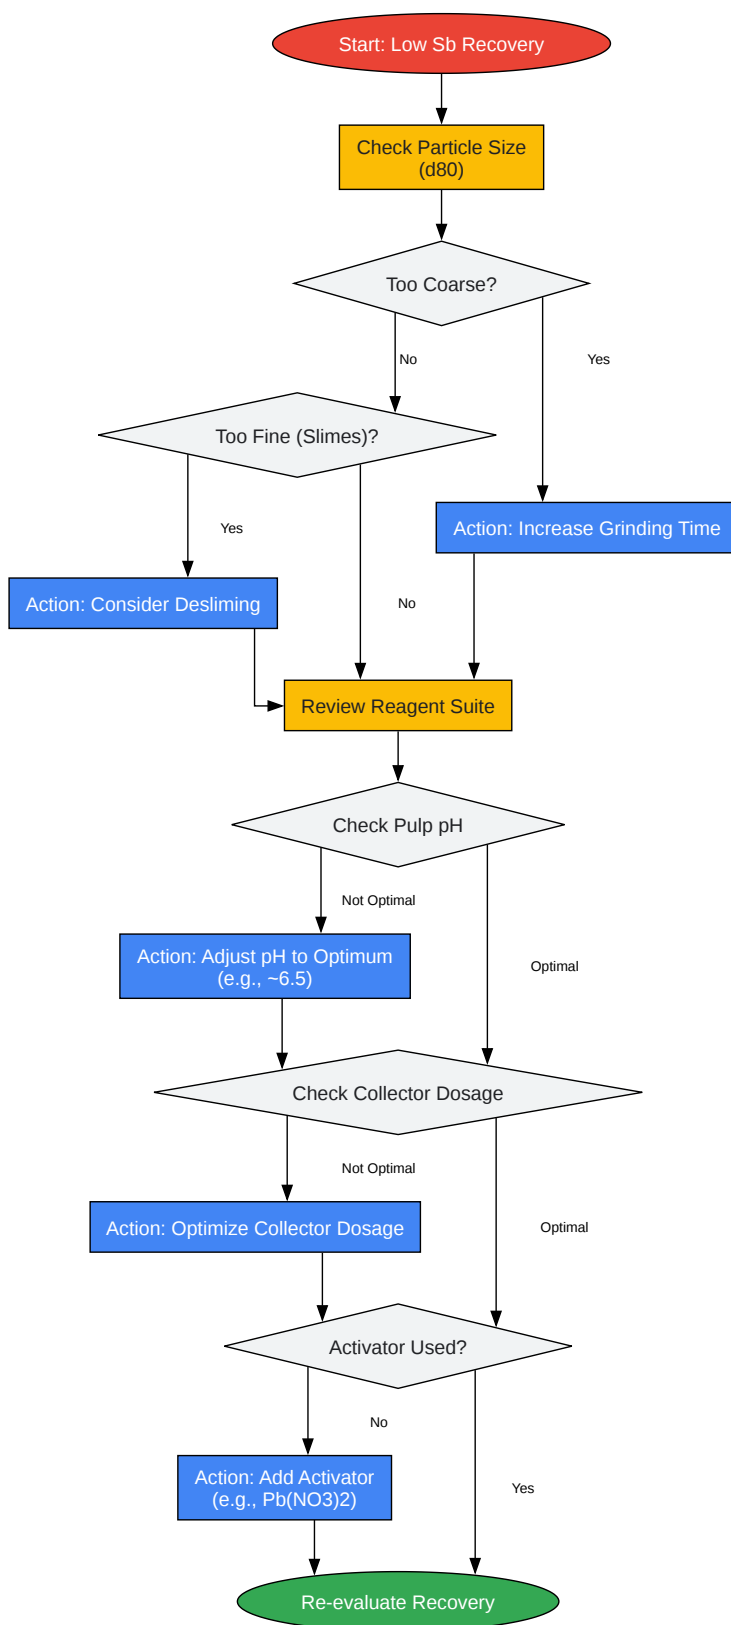 Start: Low Sb Recovery
Check Particle Size
(d80)
Too Coarse?
No
Yes
Too Fine (Slimes)?
Yes
Action: Increase Grinding Time
Action: Consider Desliming
No
Review Reagent Suite
Check Pulp pH
Not Optimal
Action: Adjust pH to Optimum
(e.g., ~6.5)
Optimal
Check Collector Dosage
Not Optimal
Action: Optimize Collector Dosage
Optimal
Activator Used?
No
Action: Add Activator
(e.g., Pb(NO3)2)
Yes
Re-evaluate Recovery